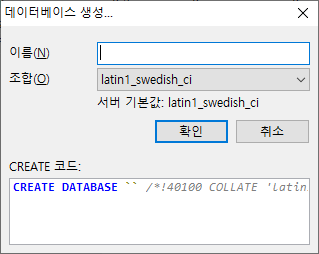 데이터베이스 생성...
이름(N)
조합(O)
latin1_swedish_ci
서버 기본값: latin1_swedish_ci
확인
취소
CREATE 코드:
CREATE DATABASE `` /*!40100 COLLATE 'latin